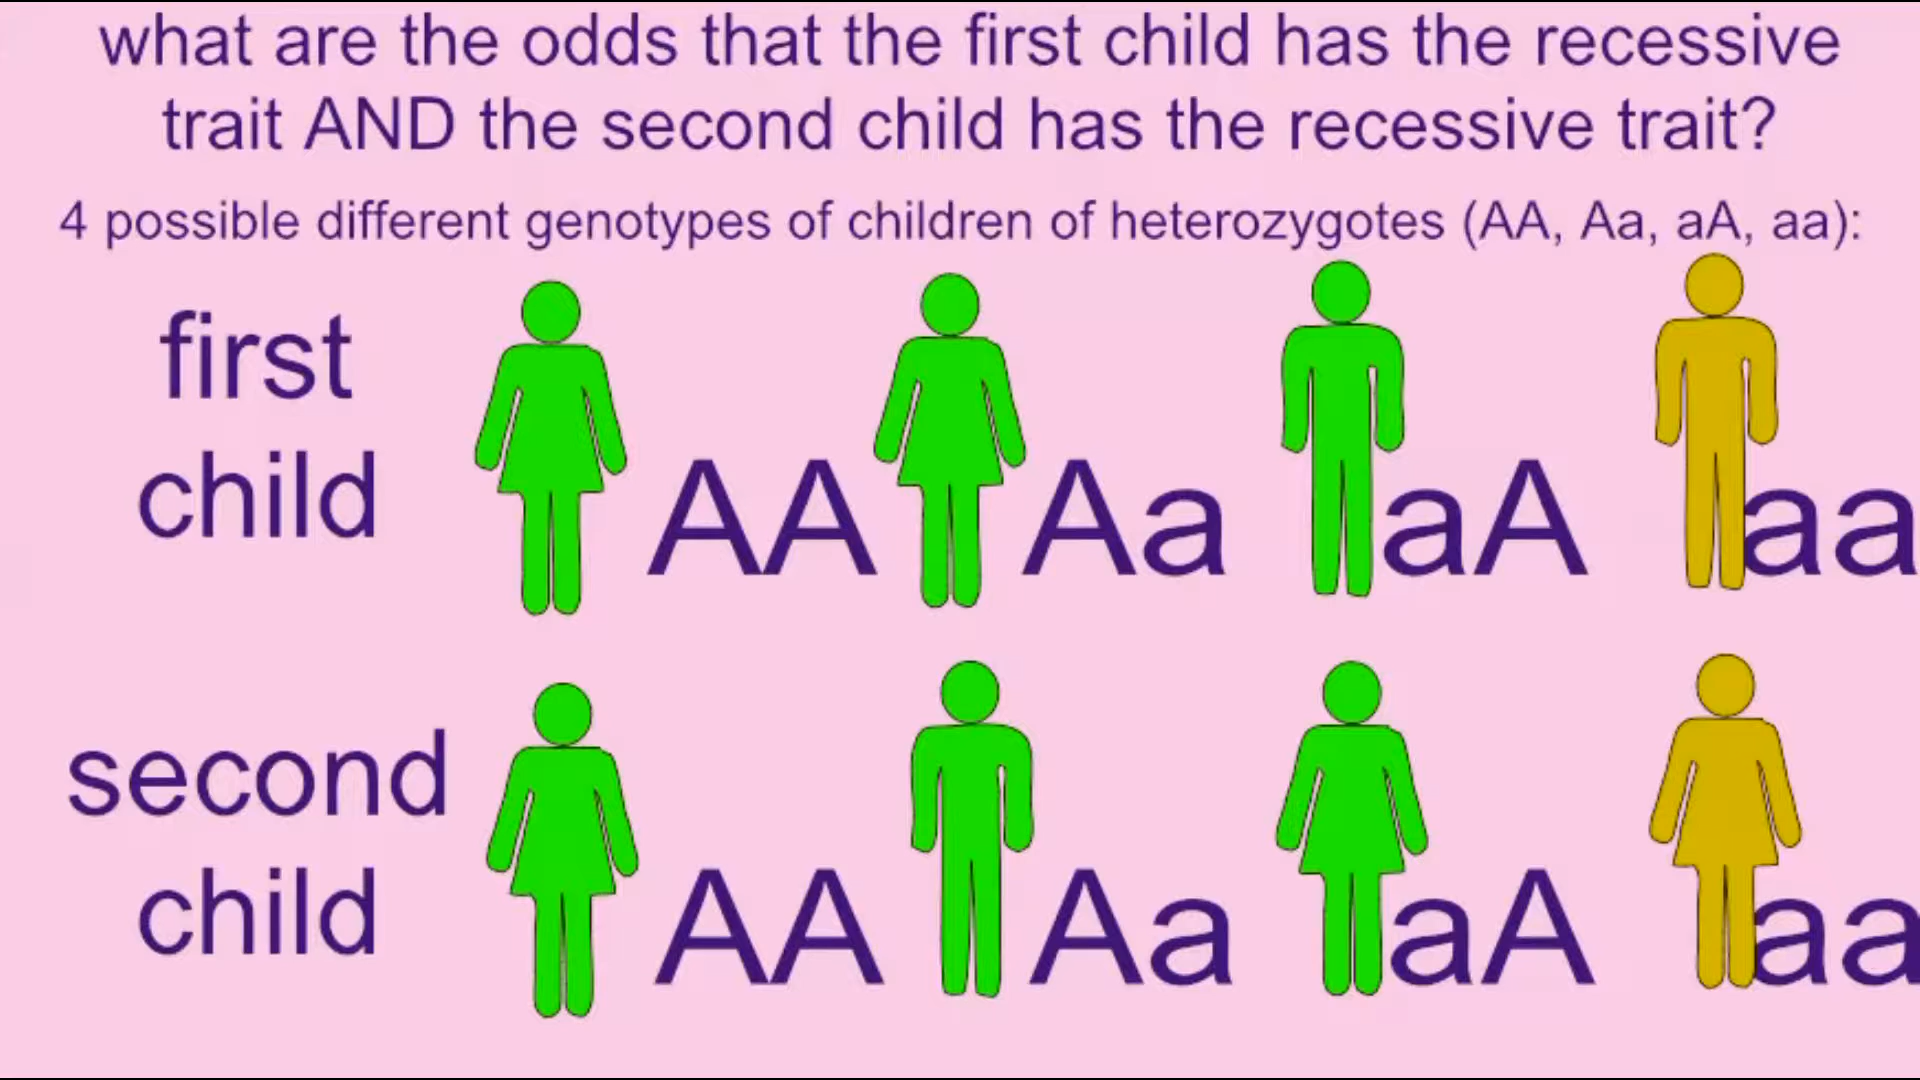 what are the odds that the first child has the recessive
trait AND the second child has the recessive trait?
4 possible different genotypes of children of heterozygotes (AA, Aa, aA, aa):
first
child
AA Aa aA aa
second
child
AA Aa aA aa